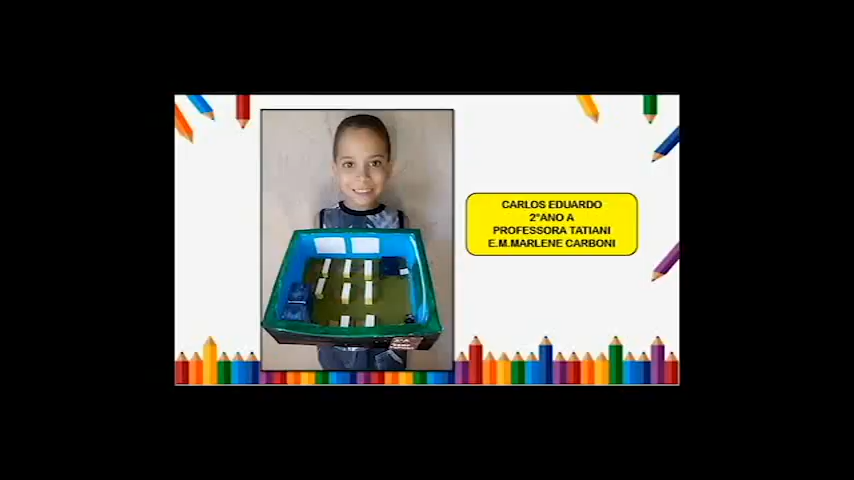 CARLOS EDUARDO
2°ANO A
PROFESSORA TATIANI
E.M.MARLENE CARBONI